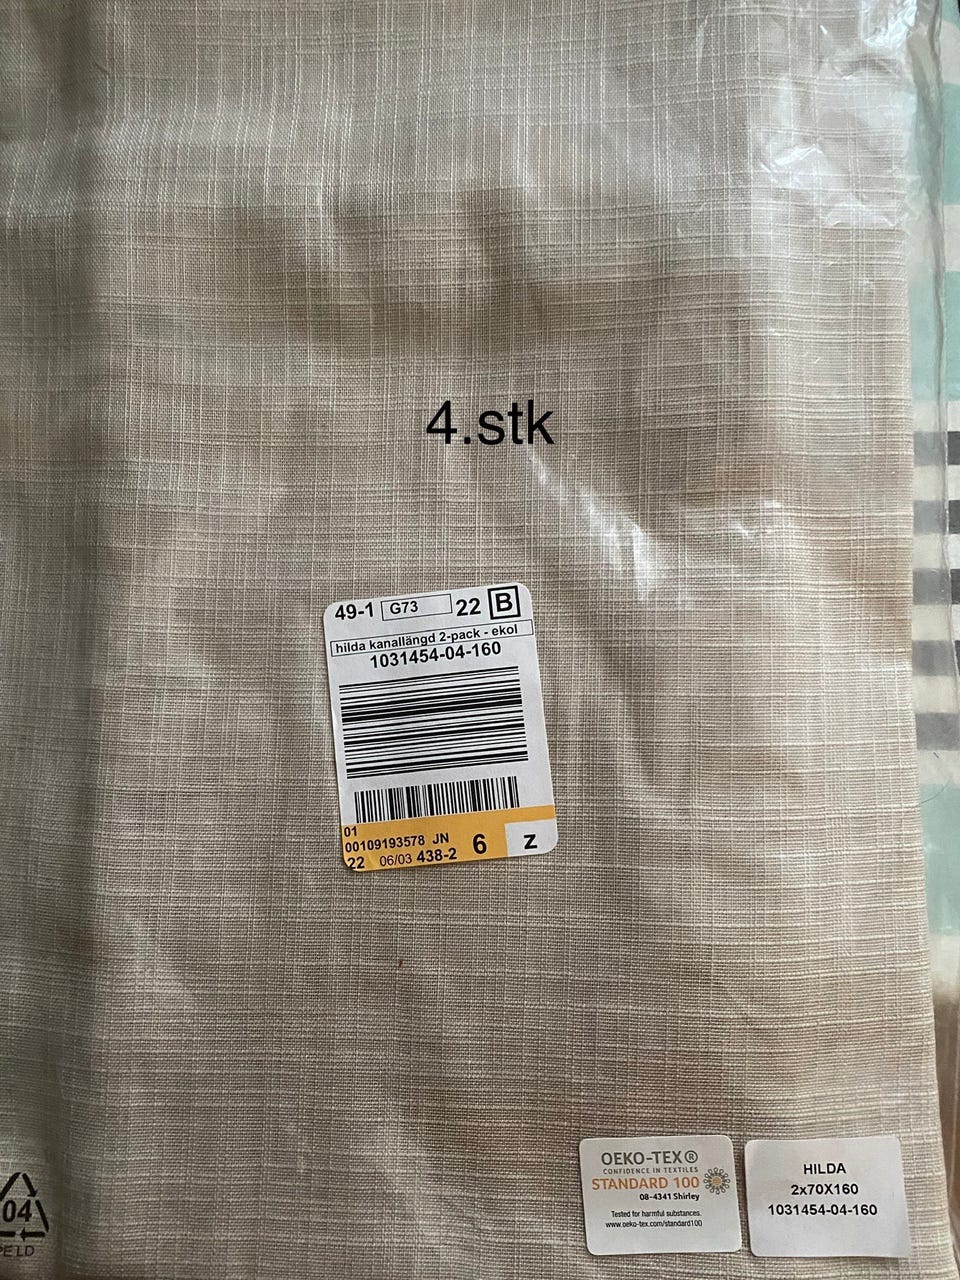 4.stk
49-1 G73 22 B
hilda kanallängd 2-pack - ekol
1031454-04-160
01
00109193578 JN
22 06/03 438-2 6 z
OEKO-TEX®
CONFIDENCE IN TEXTILES
STANDARD 100
08-4341 Shirley
Tested for harmful substances.
www.oeko-tex.com/standard100
HILDA
2x70X160
1031454-04-160
04
PE LD